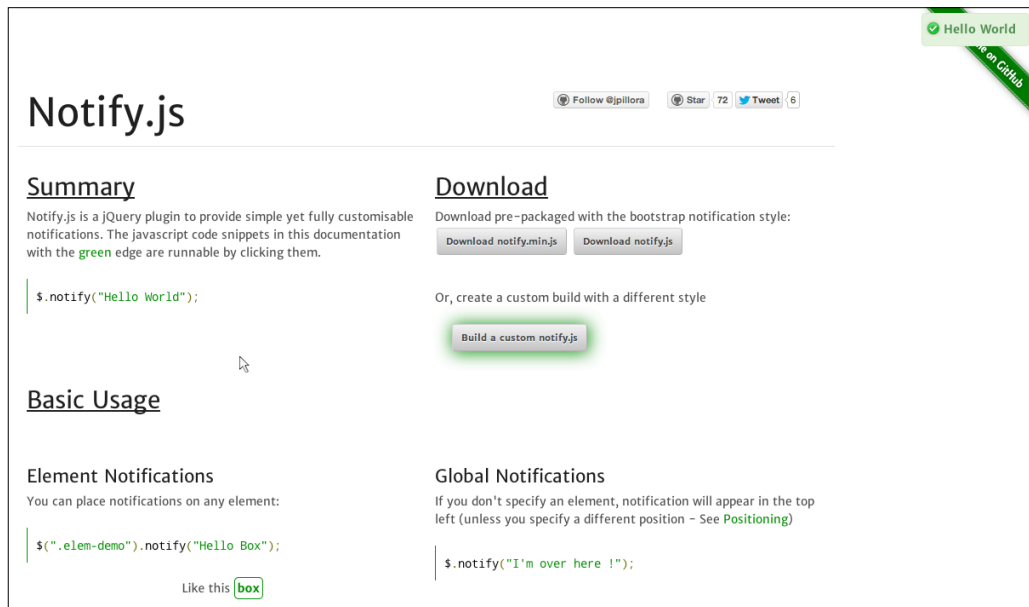 Hello World
on GitHub
Notify.js
Follow @jpillora
Star
72
Tweet
6
Summary
Notify.js is a jQuery plugin to provide simple yet fully customisable
notifications. The javascript code snippets in this documentation
with the green edge are runnable by clicking them.
$.notify("Hello World");
Download
Download pre-packaged with the bootstrap notification style:
Download notify.min.js
Download notify.js
Or, create a custom build with a different style
Build a custom notify.js
Basic Usage
Element Notifications
You can place notifications on any element:
$(".elem-demo").notify("Hello Box");
Like this box
Global Notifications
If you don't specify an element, notification will appear in the top
left (unless you specify a different position - See Positioning)
$.notify("I'm over here !");